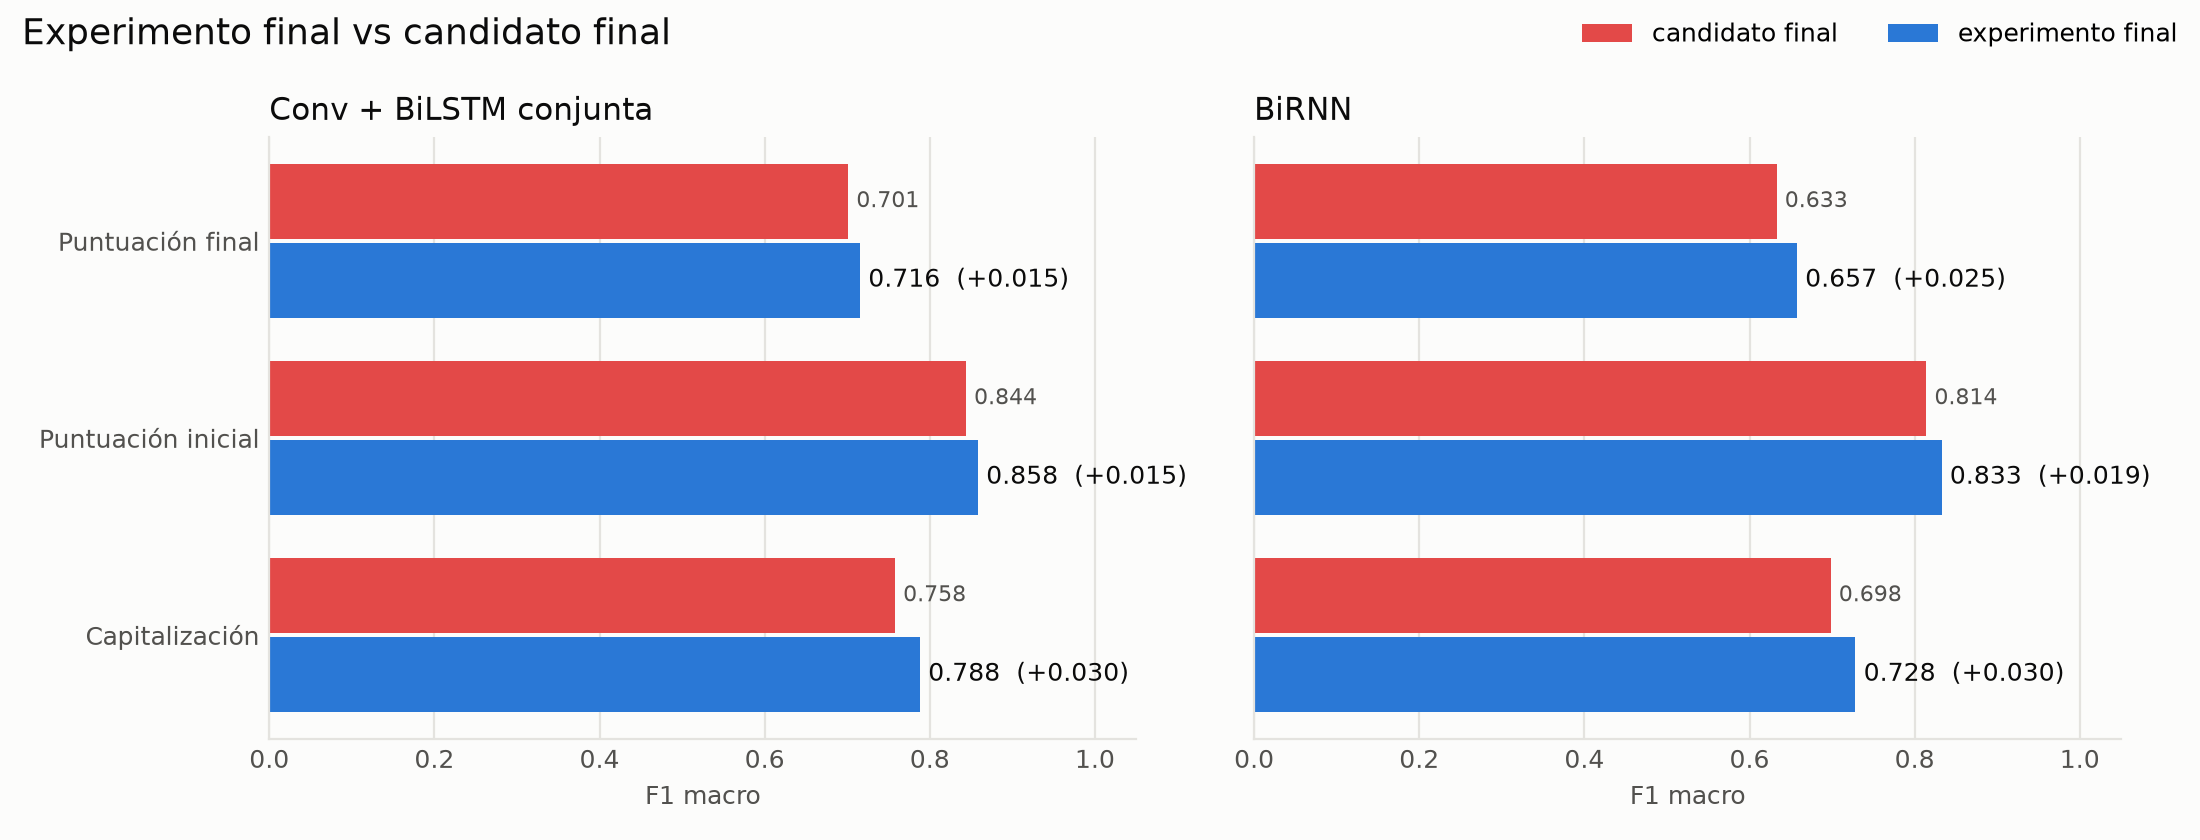 Experimento final vs candidato final
candidato final
experimento final
Conv + BiLSTM conjunta
Puntuación final
0.701
0.716 (+0.015)
Puntuación inicial
0.844
0.858 (+0.015)
Capitalización
0.758
0.788 (+0.030)
0.0 0.2 0.4 0.6 0.8 1.0
F1 macro
BiRNN
0.633
0.657 (+0.025)
0.814
0.833 (+0.019)
0.698
0.728 (+0.030)
0.0 0.2 0.4 0.6 0.8 1.0
F1 macro